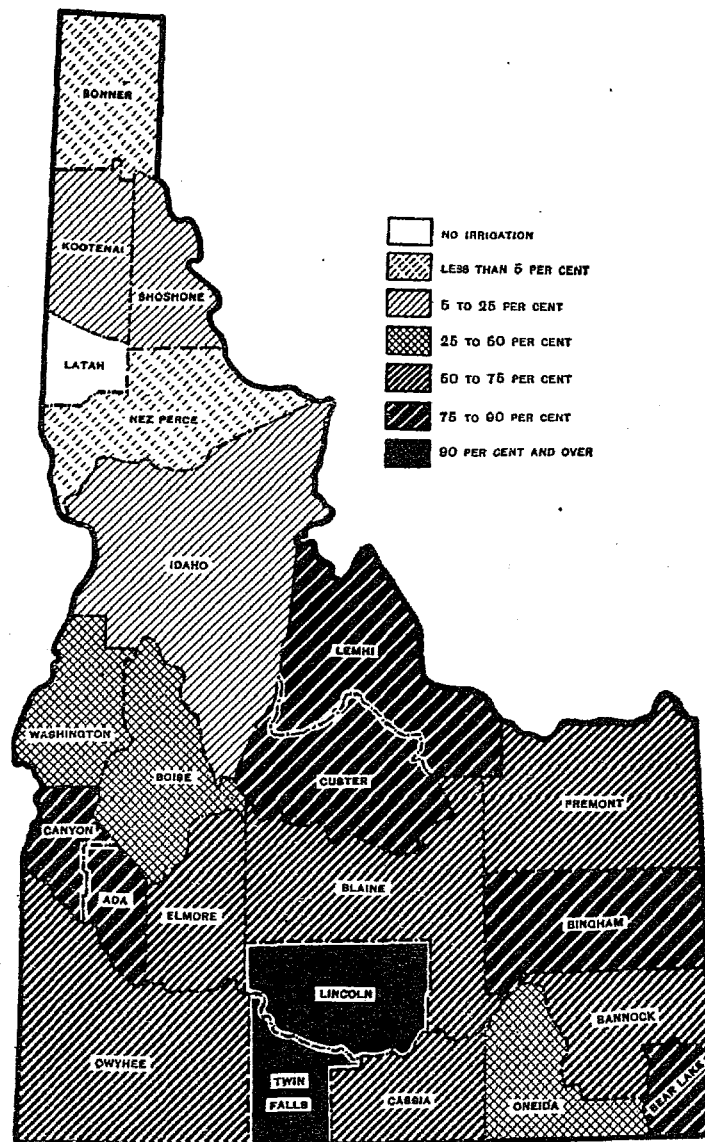 BONNER
KOOTENAI
SHOSHONE
LATAH
NEZ PERCE
NO IRRIGATION
LESS THAN 5 PER CENT
5 TO 25 PER CENT
25 TO 50 PER CENT
50 TO 75 PER CENT
75 TO 90 PER CENT
90 PER CENT AND OVER
IDAHO
LEMHI
WASHINGTON
BOISE
CUSTER
FREMONT
CANYON
ADA
ELMORE
BLAINE
BINGHAM
LINCOLN
BANNOCK
OWYHEE
TWIN
FALLS
CASSIA
ONEIDA
BEAR LAKE